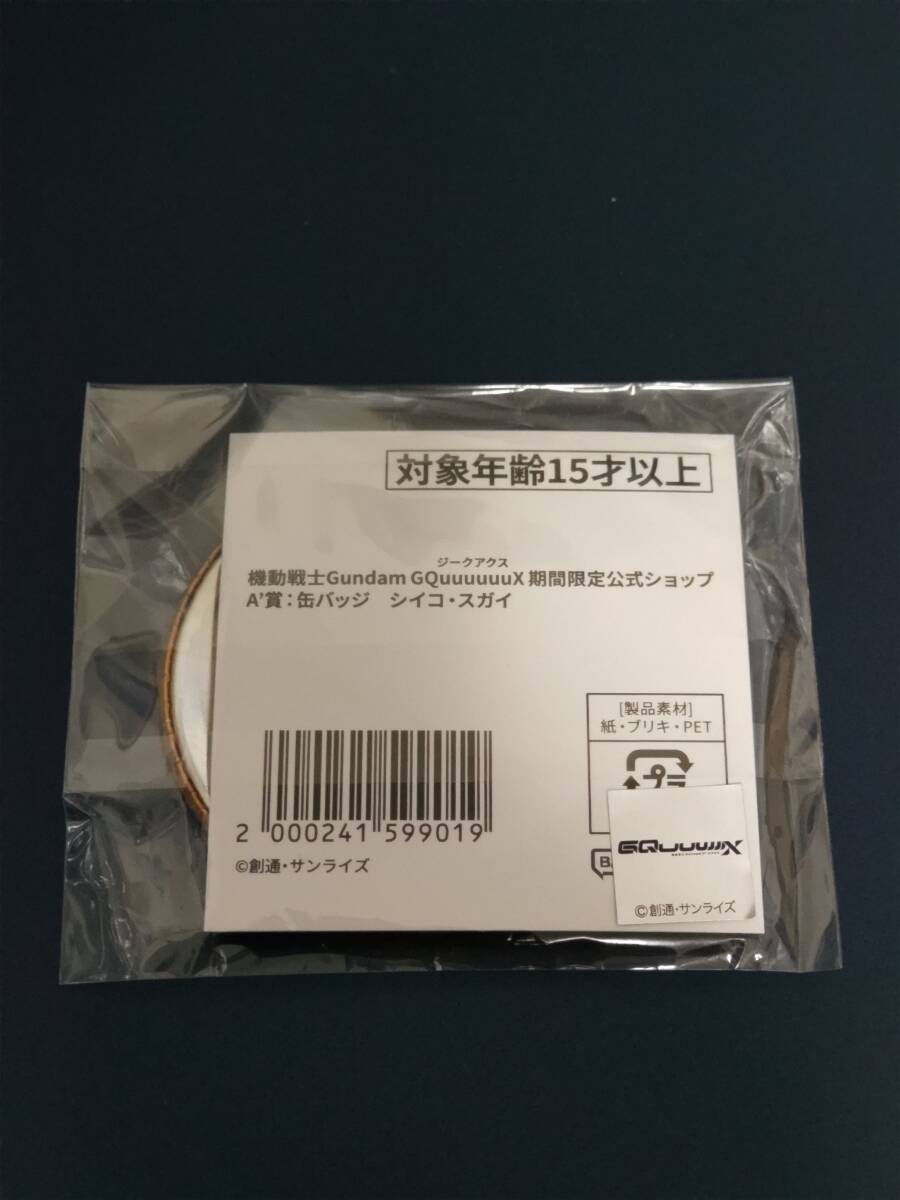 対象年齢15才以上
ジークアクス
機動戦士Gundam GQuuuuuuX 期間限定公式ショップ
A'賞：缶バッジ　シイコ・スガイ
[製品素材]
紙・ブリキ・PET
プラ
2 000241 599019
©創通・サンライズ
GQuuuuuuX
©創通・サンライズ